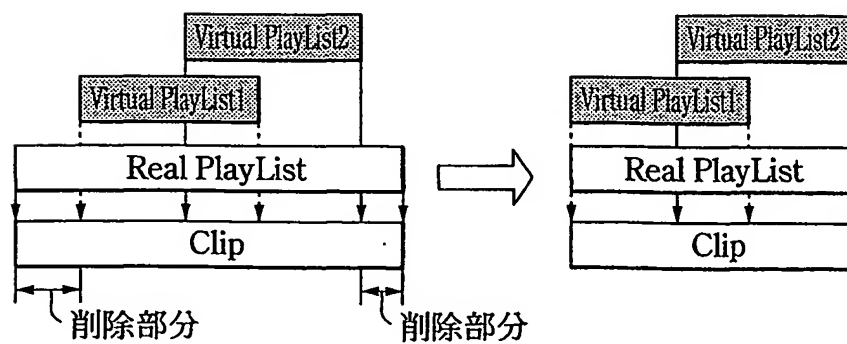 Virtual PlayList2
Virtual PlayList1
Real PlayList
Clip
削除部分
削除部分
Virtual PlayList2
Virtual PlayList1
Real PlayList
Clip